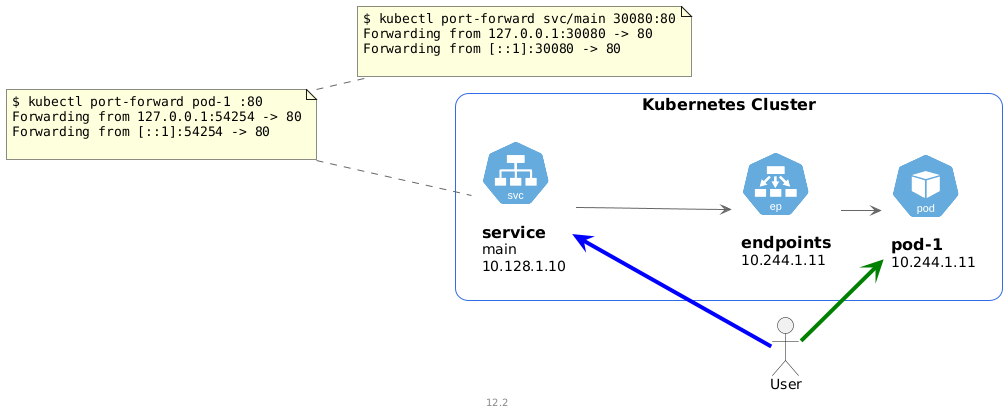 $ kubectl port-forward svc/main 30080:80
Forwarding from 127.0.0.1:30080 -> 80
Forwarding from [::1]:30080 -> 80
$ kubectl port-forward pod-1 :80
Forwarding from 127.0.0.1:54254 -> 80
Forwarding from [::1]:54254 -> 80
Kubernetes Cluster
svc
service
main
10.128.1.10
ep
endpoints
10.244.1.11
pod
pod-1
10.244.1.11
User
12.2